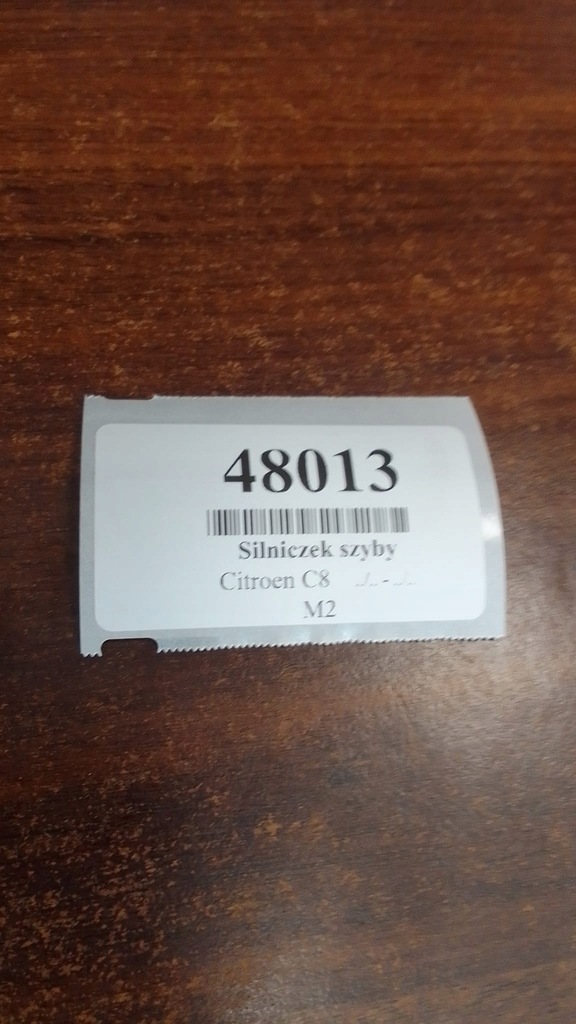 48013
Silniczek szyby
Citroen C8 ../.. - ../..
M2